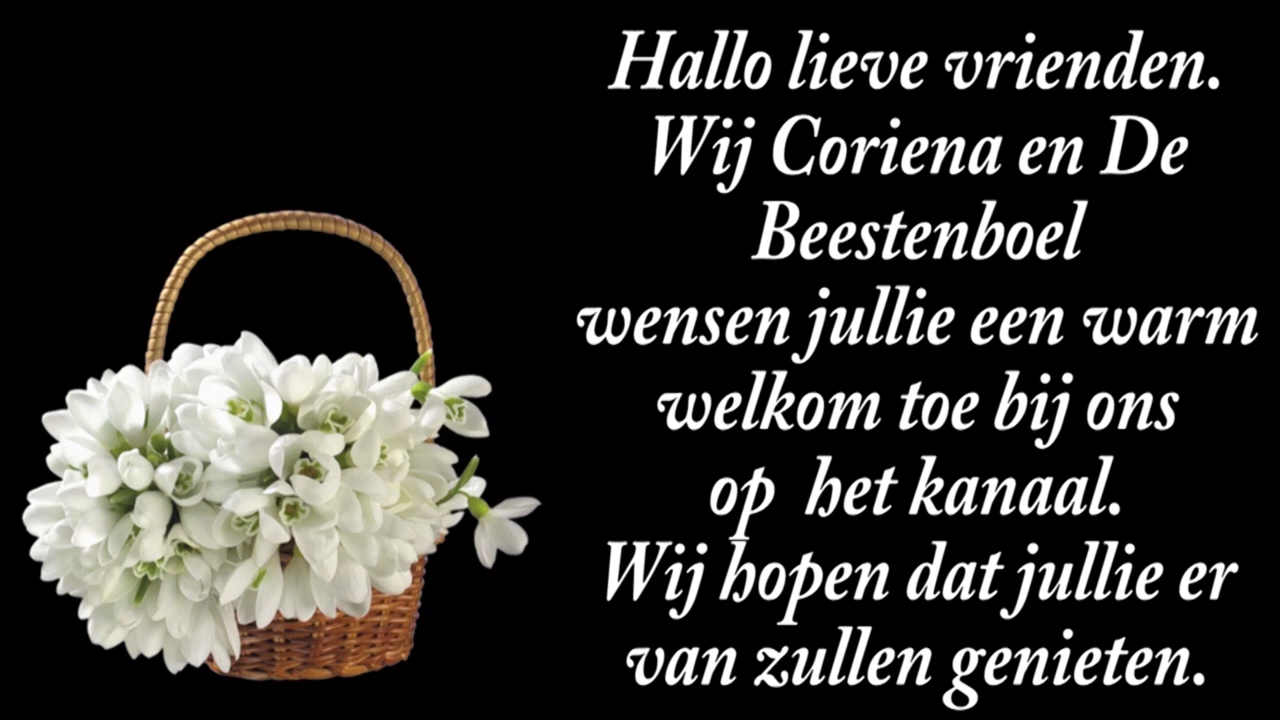 Hallo lieve vrienden.
Wij Coriena en De
Beestenboel
wensen jullie een warm
welkom toe bij ons
op het kanaal.
Wij hopen dat jullie er
van zullen genieten.